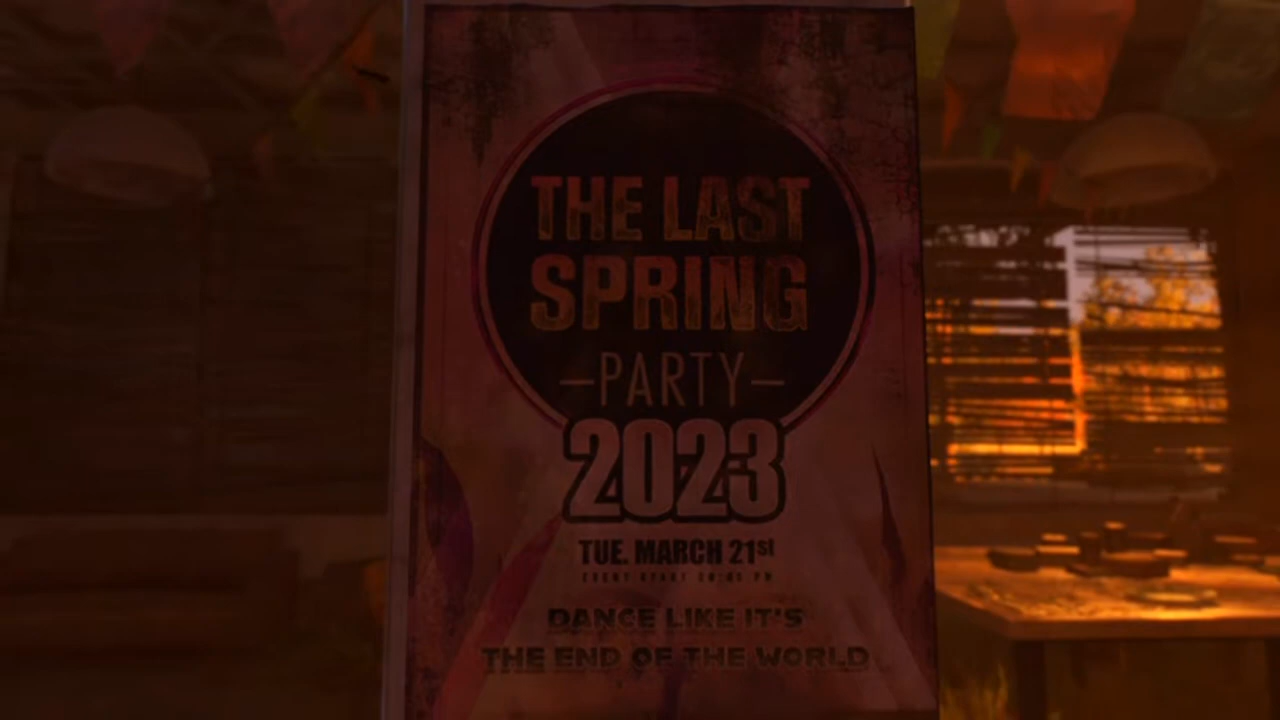 THE LAST
SPRING
–PARTY–
2023
TUE. MARCH 21st
DANCE LIKE IT'S
THE END OF THE WORLD